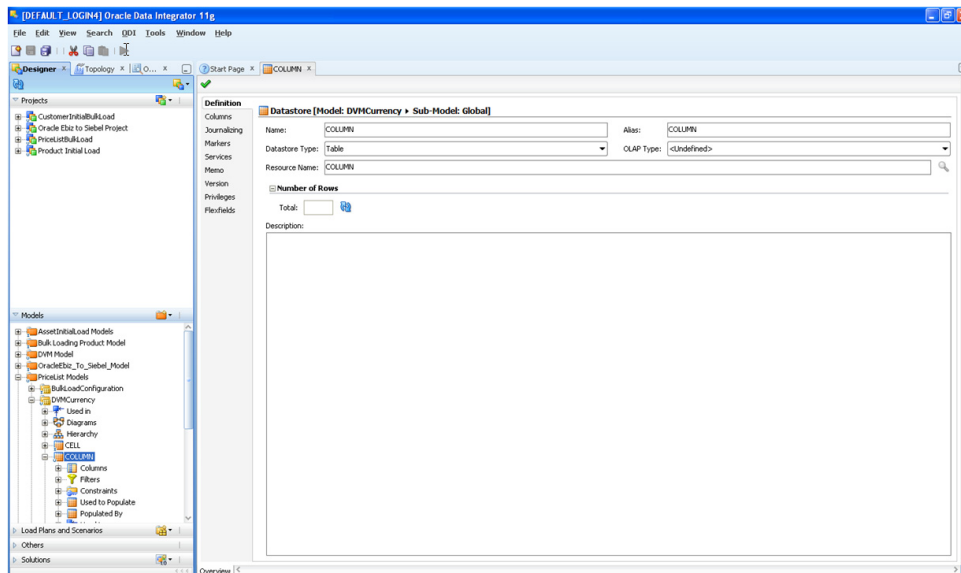 [DEFAULT_LOGIN4] Oracle Data Integrator 11g
File Edit View Search ODI Tools Window Help
Designer x Topology x O... x
Start Page x COLUMN x
Projects
CustomerInitialBulkLoad
Oracle Ebiz to Siebel Project
PriceListBulkLoad
Product Initial Load
Models
AssetInitialLoad Models
Bulk Loading Product Model
DVM Model
OracleEbiz_To_Siebel_Model
PriceList Models
BulkLoadConfiguration
DVMCurrency
Used in
Diagrams
Hierarchy
CELL
COLUMN
Columns
Filters
Constraints
Used to Populate
Populated By
Load Plans and Scenarios
Others
Solutions
Definition
Columns
Journalizing
Markers
Services
Memo
Version
Privileges
Flexfields
Datastore [Model: DVMCurrency ▸ Sub-Model: Global]
Name: COLUMN Alias: COLUMN
Datastore Type: Table OLAP Type: <Undefined>
Resource Name: COLUMN
Number of Rows
Total:
Description:
Overview